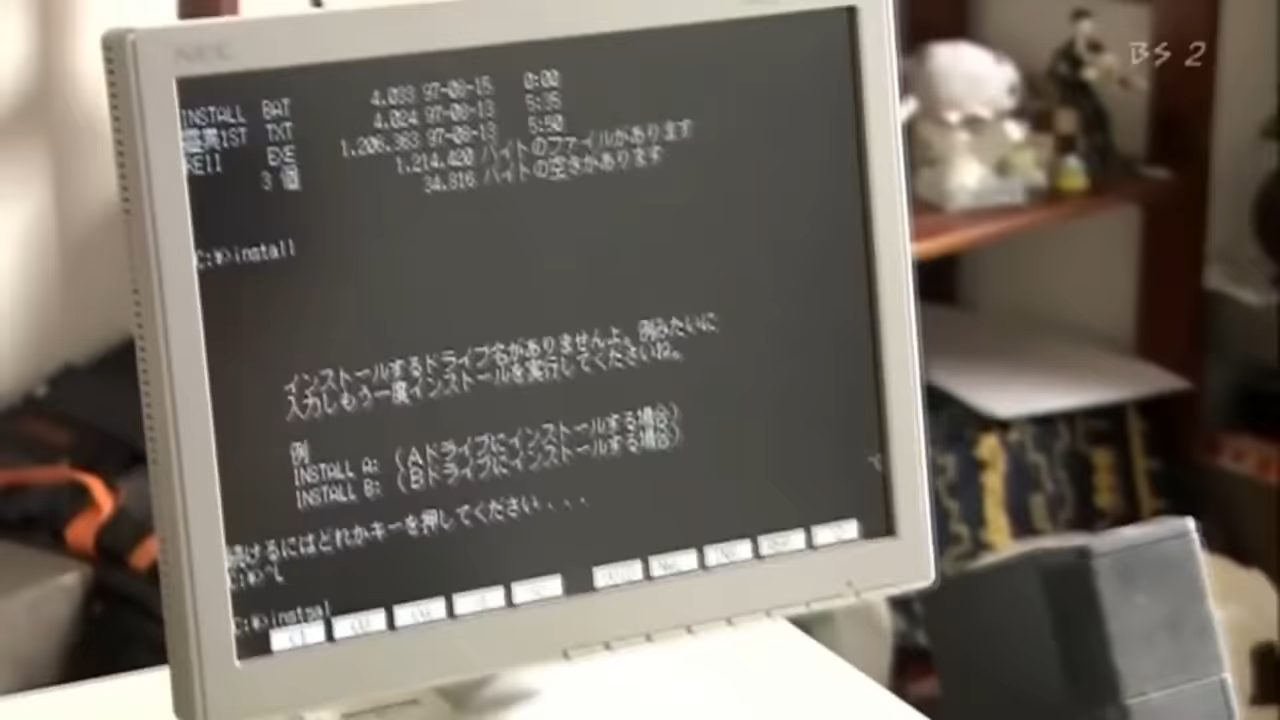 NEC
BS 2
INSTALL BAT 4,033 97-08-15 0:00
1ST TXT 4,024 97-08-13 5:35
EXE 1,206,363 97-08-13 5:50
3 個 1,214,420 バイトのファイルがあります
34,816 バイトの空きがあります
C:¥>install
インストールするドライブ名がありませんよ。例みたいに
入力しもう一度インストールを実行してくださいね。
例
INSTALL A: (Aドライブにインストールする場合)
INSTALL B: (Bドライブにインストールする場合)
続けるにはどれかキーを押してください...
C:¥>^C
C:¥>instpal